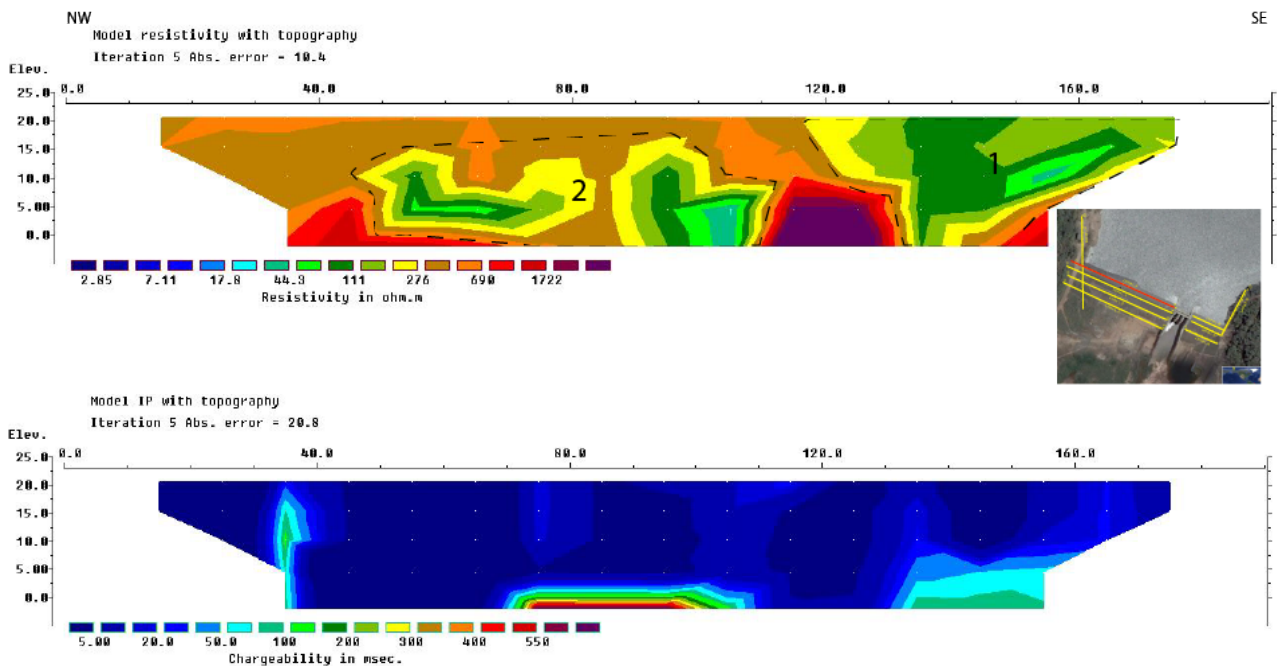 NW SE
Model resistivity with topography
Iteration 5 Abs. error = 10.4
Elev.
0.0 40.0 80.0 120.0 160.0
25.0
20.0
15.0
10.0
5.00
0.0
1
2
2.85 7.11 17.8 44.3 111 276 690 1722
Resistivity in ohm.m
Model IP with topography
Iteration 5 Abs. error = 20.8
Elev.
0.0 40.0 80.0 120.0 160.0
25.0
20.0
15.0
10.0
5.00
0.0
5.00 20.0 50.0 100 200 300 400 550
Chargeability in msec.